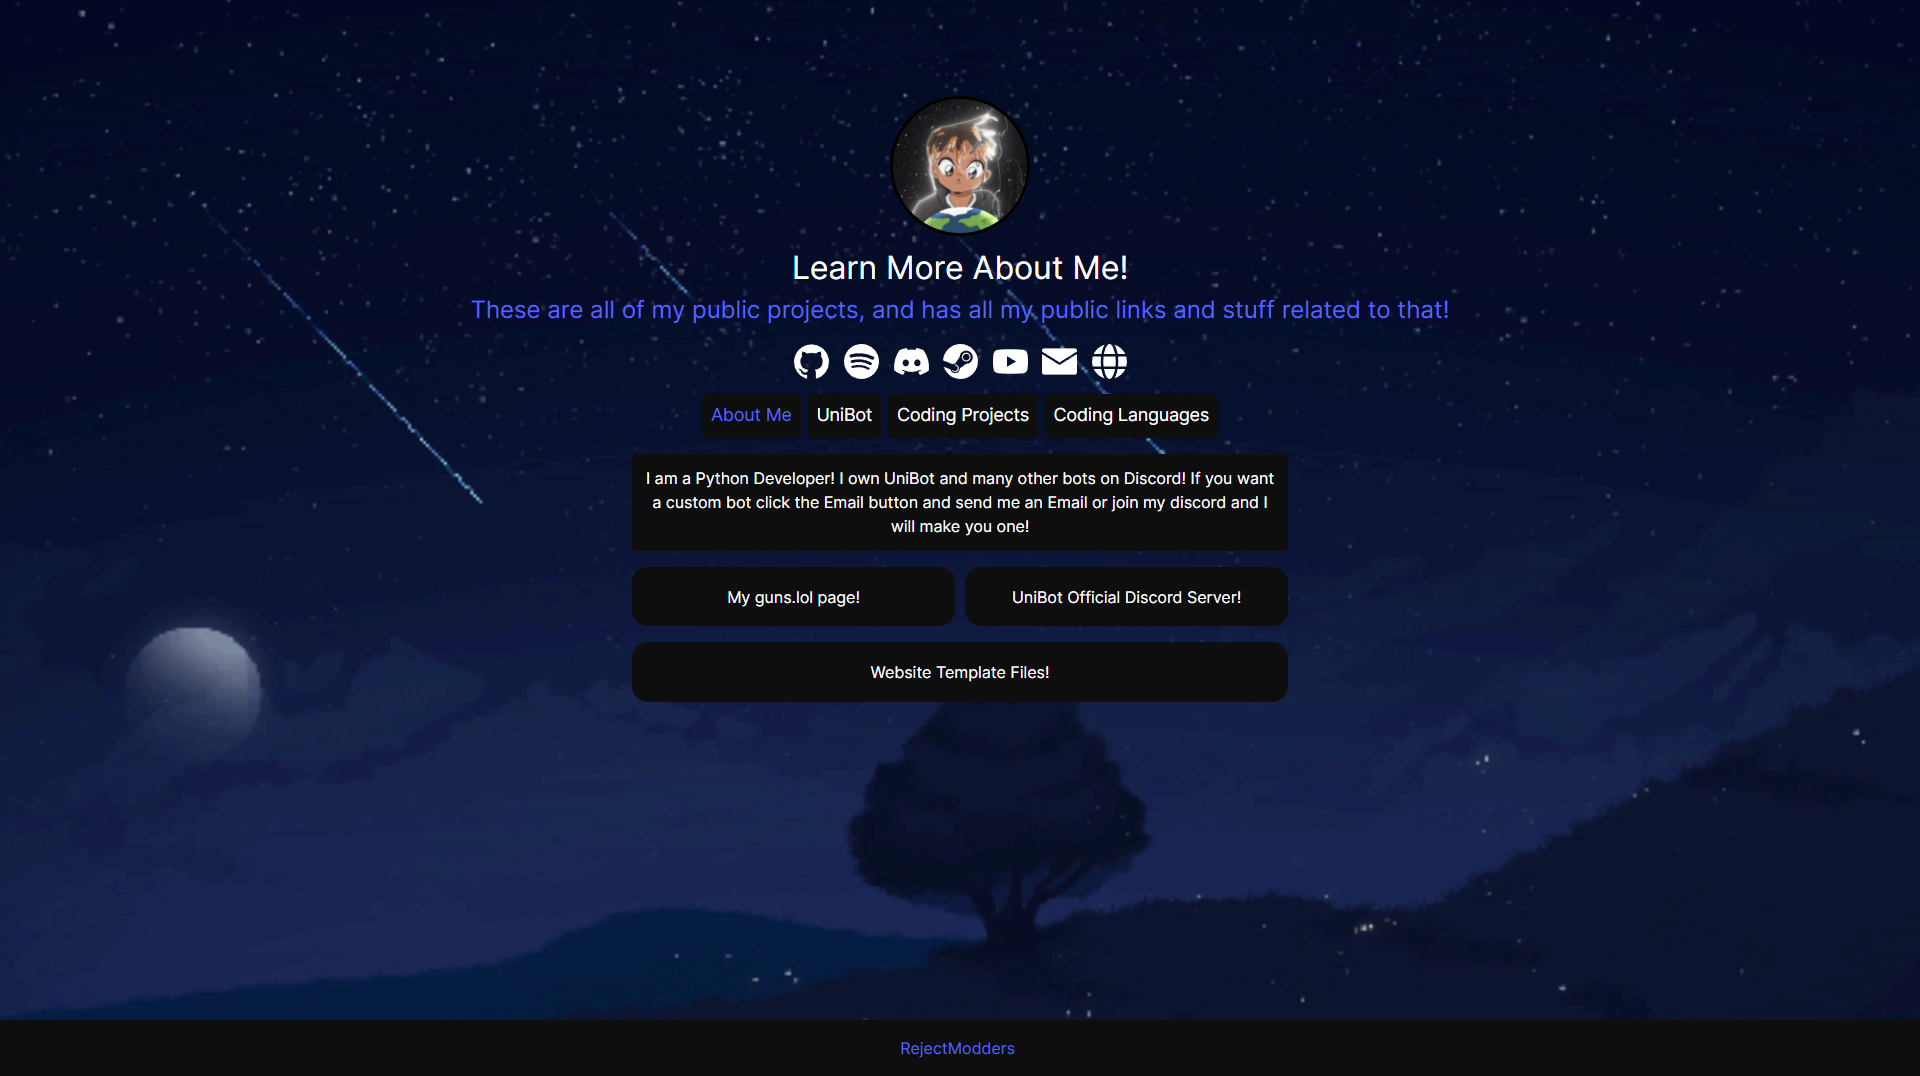 Learn More About Me!
These are all of my public projects, and has all my public links and stuff related to that!
About Me UniBot Coding Projects Coding Languages
I am a Python Developer! I own UniBot and many other bots on Discord! If you want
a custom bot click the Email button and send me an Email or join my discord and I
will make you one!
My guns.lol page! UniBot Official Discord Server!
Website Template Files!
RejectModders